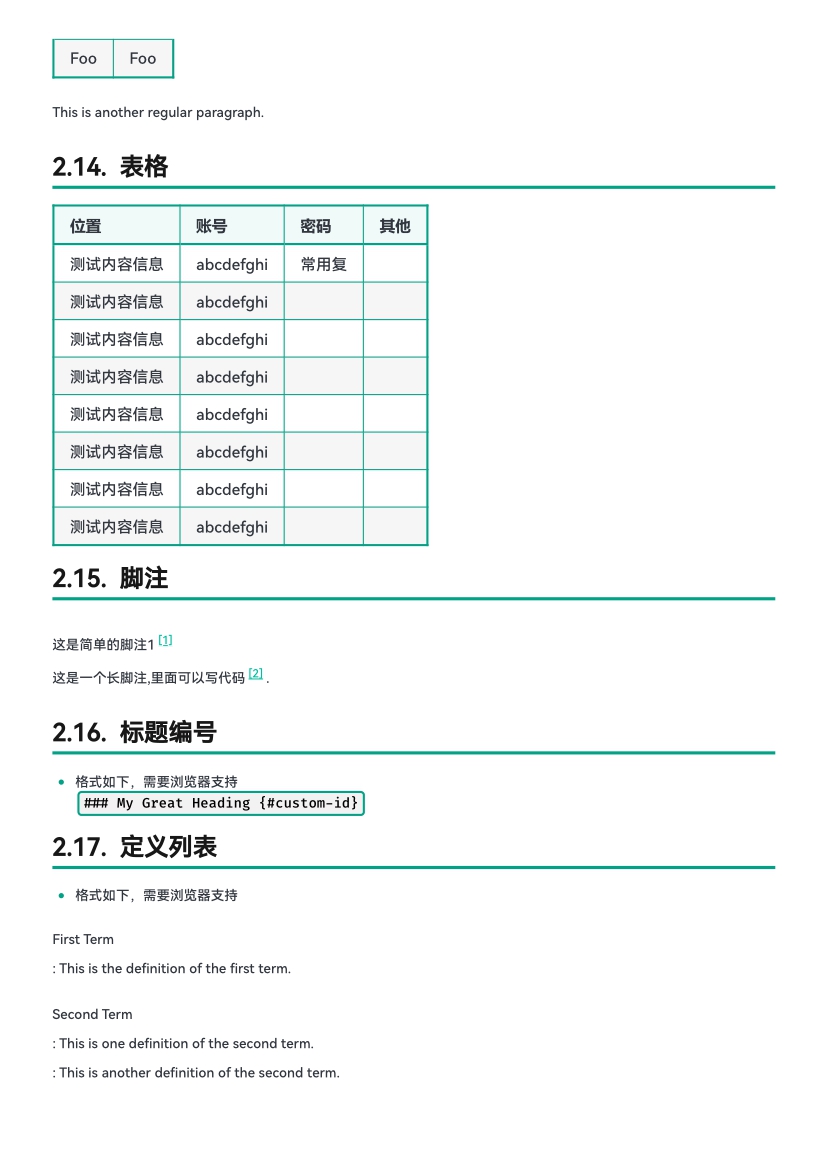 Foo Foo
This is another regular paragraph.
2.14. 表格
位置 账号 密码 其他
测试内容信息 abcdefghi 常用复
测试内容信息 abcdefghi
测试内容信息 abcdefghi
测试内容信息 abcdefghi
测试内容信息 abcdefghi
测试内容信息 abcdefghi
测试内容信息 abcdefghi
测试内容信息 abcdefghi
2.15. 脚注
这是简单的脚注1 [1]
这是一个长脚注,里面可以写代码 [2] .
2.16. 标题编号
• 格式如下，需要浏览器支持
### My Great Heading {#custom-id}
2.17. 定义列表
• 格式如下，需要浏览器支持
First Term
: This is the definition of the first term.
Second Term
: This is one definition of the second term.
: This is another definition of the second term.